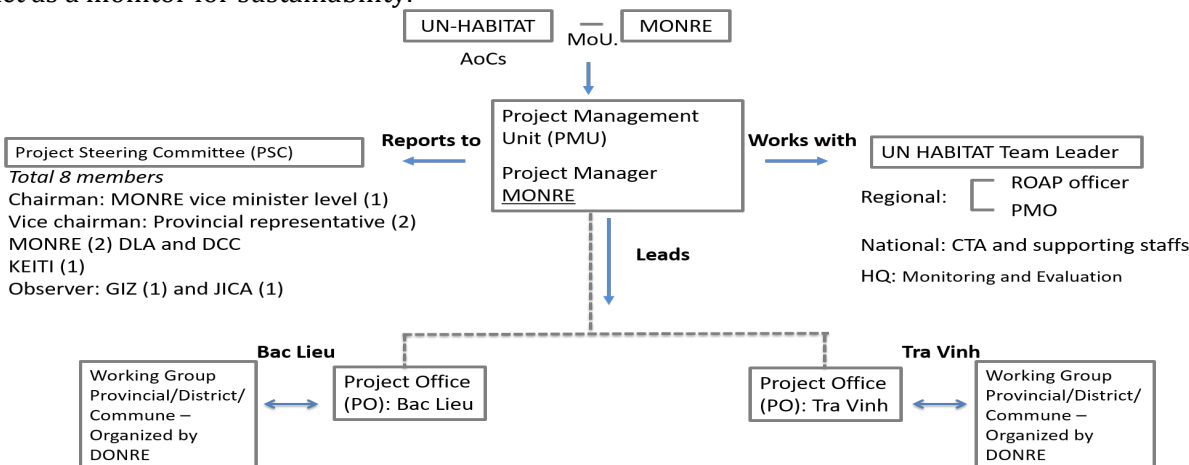 act as a monitor for sustainability.
UN-HABITAT
MoU.
MONRE
AoCs
Project Management
Unit (PMU)
Project Manager
MONRE
Reports to
Works with
Project Steering Committee (PSC)
Total 8 members
Chairman: MONRE vice minister level (1)
Vice chairman: Provincial representative (2)
MONRE (2) DLA and DCC
KEITI (1)
Observer: GIZ (1) and JICA (1)
UN HABITAT Team Leader
Regional:
ROAP officer
PMO
National: CTA and supporting staffs
HQ: Monitoring and Evaluation
Leads
Bac Lieu
Working Group
Provincial/District/
Commune –
Organized by
DONRE
Project Office
(PO): Bac Lieu
Tra Vinh
Project Office
(PO): Tra Vinh
Working Group
Provincial/District/
Commune –
Organized by
DONRE